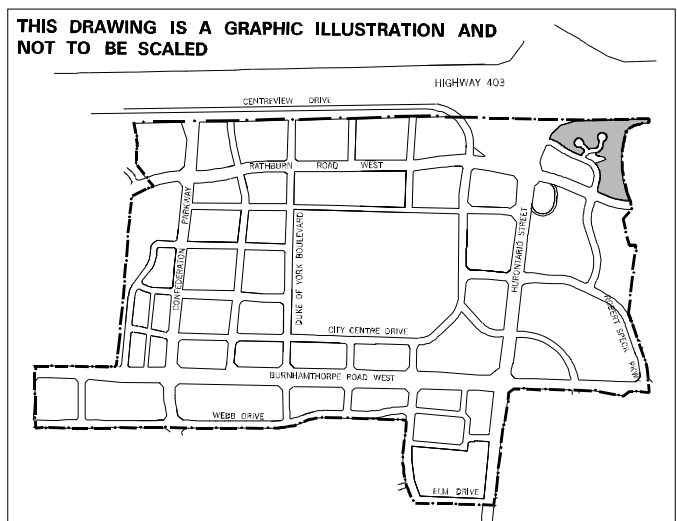 THIS DRAWING IS A GRAPHIC ILLUSTRATION AND
NOT TO BE SCALED
HIGHWAY 403
CENTREVIEW DRIVE
RATHBURN ROAD WEST
CONFEDERATON PARKWAY
DUKE OF YORK BOULEVARD
HURONTARIO STREET
ROBERT SPECK PKWY
CITY CENTRE DRIVE
BURNHAMTHORPE ROAD WEST
WEBB DRIVE
ELM DRIVE